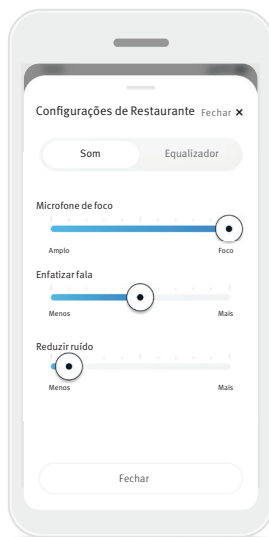 Configurações de Restaurante Fechar ×
Som Equalizador
Microfone de foco
Amplo Foco
Enfatizar fala
Menos Mais
Reduzir ruído
Menos Mais
Fechar